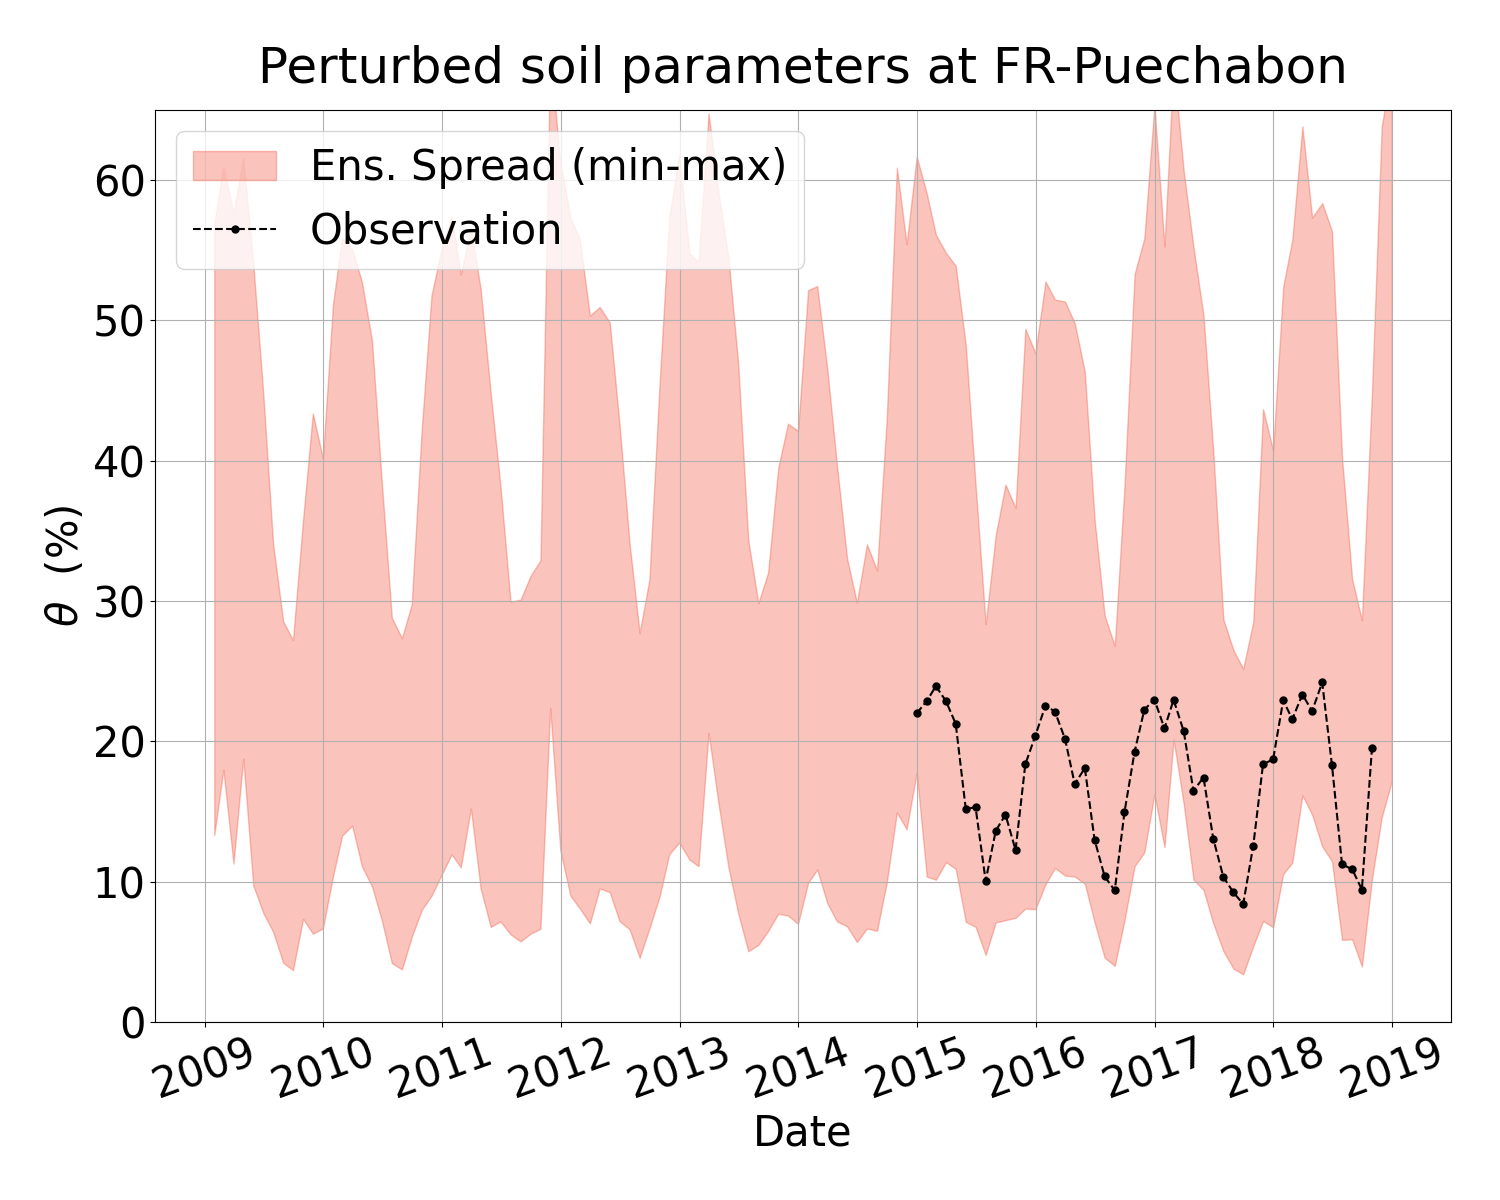 Perturbed soil parameters at FR-Puechabon
Ens. Spread (min-max)
Observation
60
50
40
30
20
10
0
θ (%)
2009 2010 2011 2012 2013 2014 2015 2016 2017 2018 2019
Date